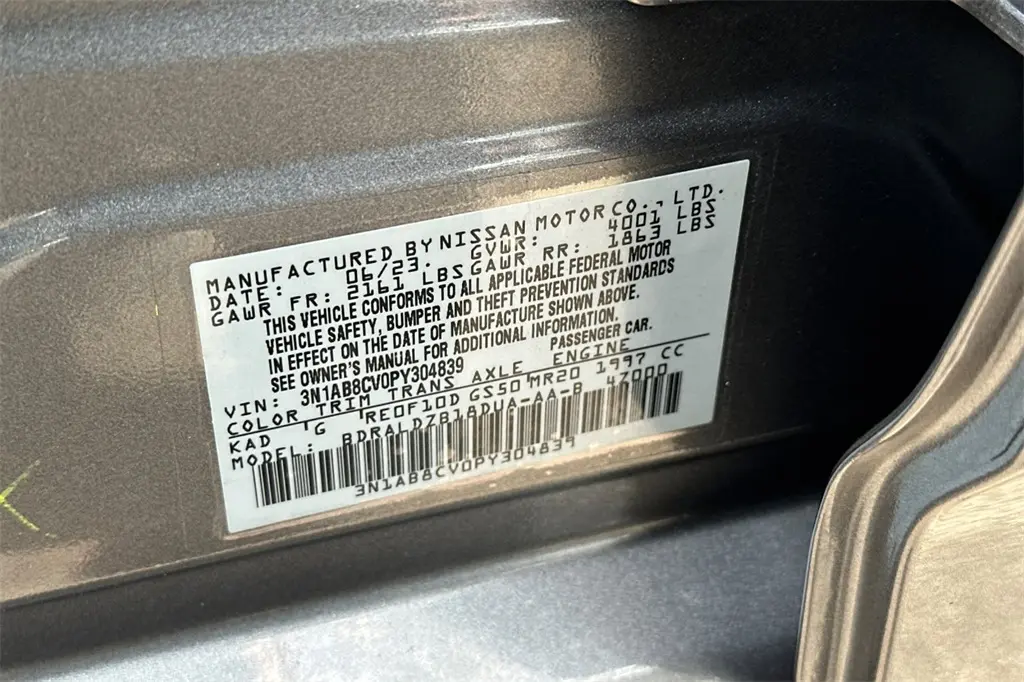 MANUFACTURED BY NISSAN MOTOR CO., LTD.
DATE: 06/23. GVWR: 4001 LBS
GAWR FR: 2161 LBS GAWR RR: 1863 LBS
THIS VEHICLE CONFORMS TO ALL APPLICABLE FEDERAL MOTOR
VEHICLE SAFETY, BUMPER AND THEFT PREVENTION STANDARDS
IN EFFECT ON THE DATE OF MANUFACTURE SHOWN ABOVE.
SEE OWNER'S MANUAL FOR ADDITIONAL INFORMATION.
VIN: 3N1AB8CV0PY304839 PASSENGER CAR.
COLOR TRIM TRANS AXLE ENGINE
KAD G RE0F10D GS50 MR20 1997 CC
MODEL: BDRALDZB18DUA-AA-B 47000
3N1AB8CV0PY304839